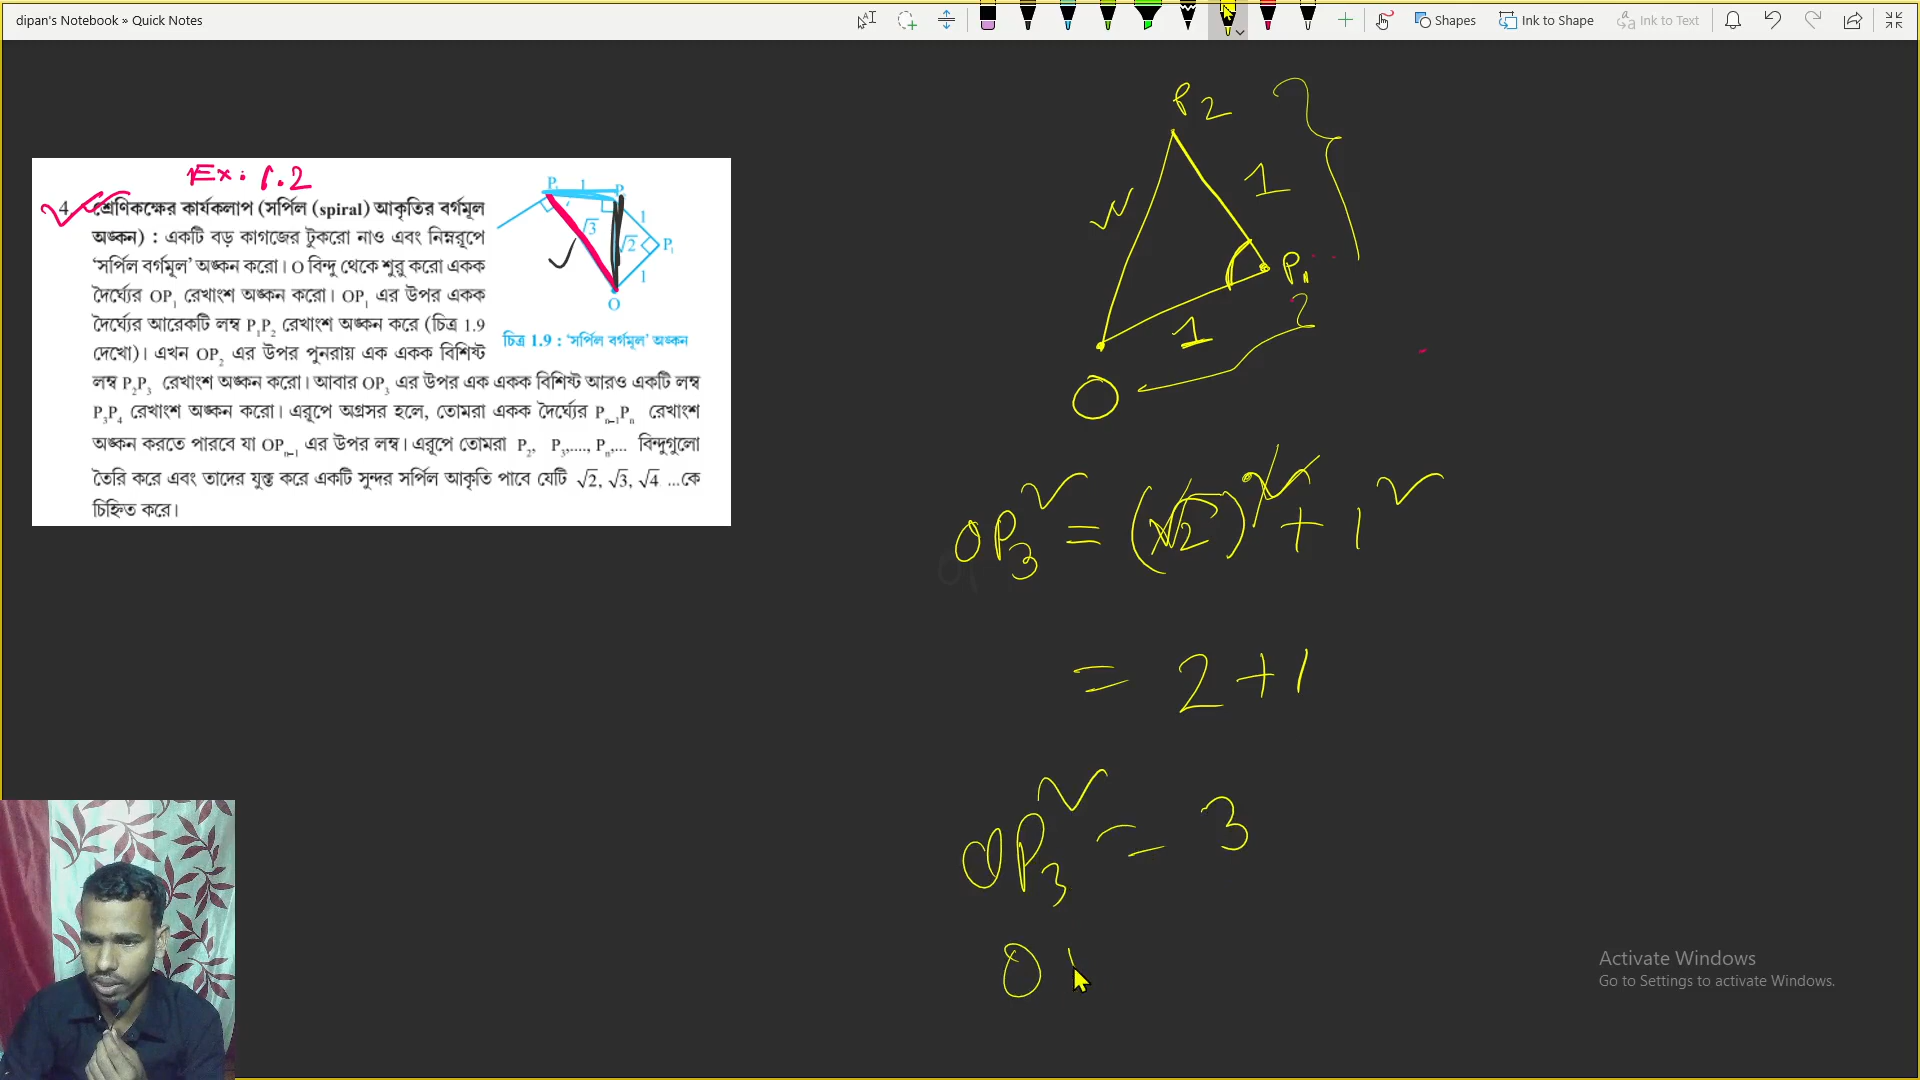 dipan's Notebook » Quick Notes
Shapes
Ink to Shape
Ink to Text
Ex: 1.2
4. শ্রেণিকক্ষের কার্যকলাপ (সর্পিল (spiral) আকৃতির বর্গমূল
অঙ্কন) : একটি বড় কাগজের টুকরো নাও এবং নিম্নরূপে
‘সর্পিল বর্গমূল’ অঙ্কন করো। O বিন্দু থেকে শুরু করো একক
দৈর্ঘ্যের OP₁ রেখাংশ অঙ্কন করো। OP₁ এর উপর একক
দৈর্ঘ্যের আরেকটি লম্ব P₁P₂ রেখাংশ অঙ্কন করে (চিত্র 1.9
দেখো)। এখন OP₂ এর উপর পুনরায় এক একক বিশিষ্ট
লম্ব P₂P₃ রেখাংশ অঙ্কন করো। আবার OP₃ এর উপর এক একক বিশিষ্ট আরও একটি লম্ব
P₃P₄ রেখাংশ অঙ্কন করো। এরূপে অগ্রসর হলে, তোমরা একক দৈর্ঘ্যের Pₙ₋₁Pₙ রেখাংশ
অঙ্কন করতে পারবে যা OPₙ₋₁ এর উপর লম্ব। এরূপে তোমরা P₂, P₃,...., Pₙ,... বিন্দুগুলো
তৈরি করে এবং তাদের যুক্ত করে একটি সুন্দর সর্পিল আকৃতি পাবে যেটি √2, √3, √4 ...কে
চিহ্নিত করে।
1
√3
1
√2
P₁
1
O
চিত্র 1.9 : ‘সর্পিল বর্গমূল’ অঙ্কন
P₂
1
P₁
1
O
OP₃² = (√2)² + 1²
= 2+1
OP₃² = 3
O
Activate Windows
Go to Settings to activate Windows.